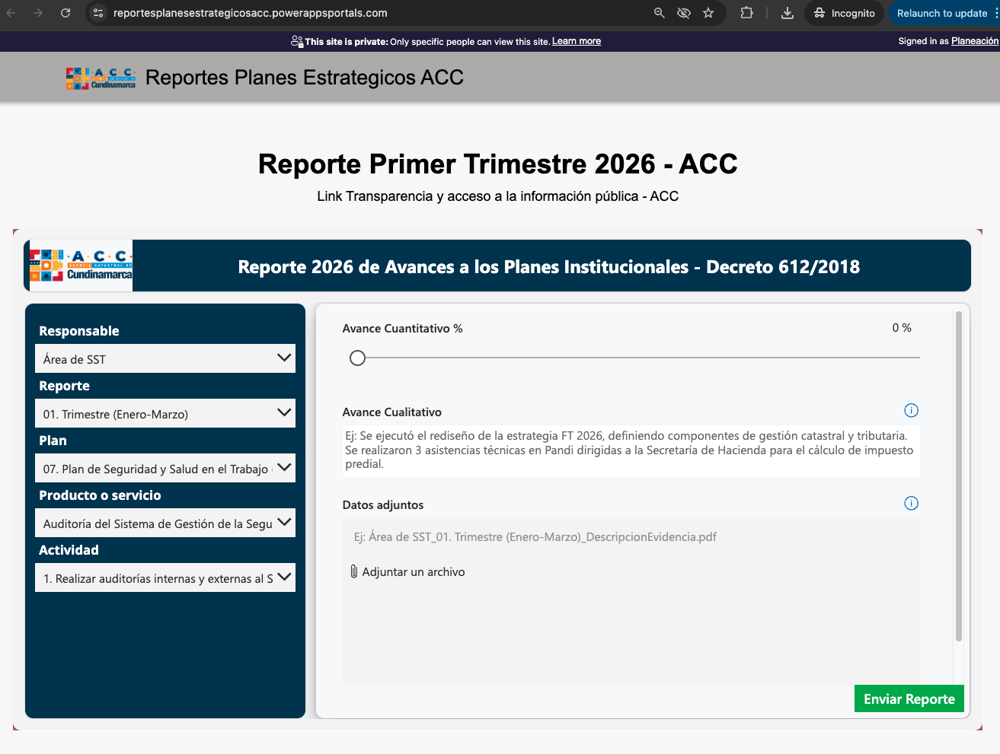 reportesplanesestrategicosacc.powerappsportals.com
Incognito
Relaunch to update
This site is private: Only specific people can view this site. Learn more
Signed in as Planeación
A C C
Cundinamarca
Reportes Planes Estrategicos ACC
Reporte Primer Trimestre 2026 - ACC
Link Transparencia y acceso a la información pública - ACC
A C C
AGENCIA CATASTRAL DE
Cundinamarca
Reporte 2026 de Avances a los Planes Institucionales - Decreto 612/2018
Responsable
Área de SST
Reporte
01. Trimestre (Enero-Marzo)
Plan
07. Plan de Seguridad y Salud en el Trabajo
Producto o servicio
Auditoría del Sistema de Gestión de la Segu
Actividad
1. Realizar auditorías internas y externas al S
Avance Cuantitativo %
0 %
Avance Cualitativo
Ej: Se ejecutó el rediseño de la estrategia FT 2026, definiendo componentes de gestión catastral y tributaria.
Se realizaron 3 asistencias técnicas en Pandi dirigidas a la Secretaría de Hacienda para el cálculo de impuesto
predial.
Datos adjuntos
Ej: Área de SST_01. Trimestre (Enero-Marzo)_DescripcionEvidencia.pdf
Adjuntar un archivo
Enviar Reporte